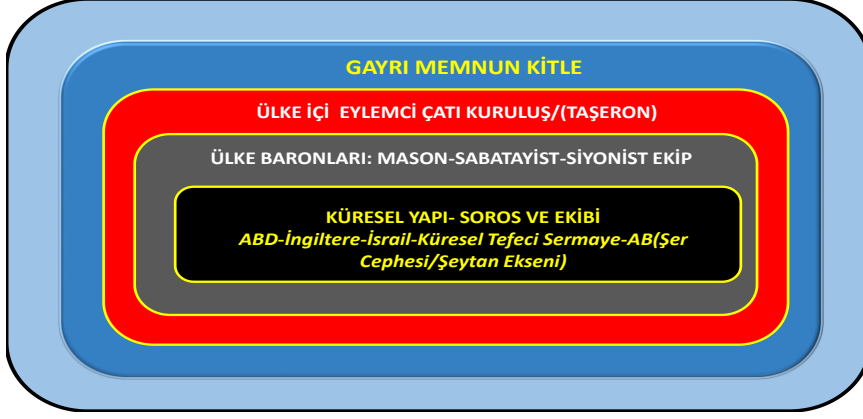 GAYRI MEMNUN KİTLE
ÜLKE İÇİ EYLEMCİ ÇATI KURULUŞ/(TAŞERON)
ÜLKE BARONLARI: MASON-SABATAYİST-SİYONİST EKİP
KÜRESEL YAPI- SOROS VE EKİBİ
ABD-İngiltere-İsrail-Küresel Tefeci Sermaye-AB(Şer
Cephesi/Şeytan Ekseni)